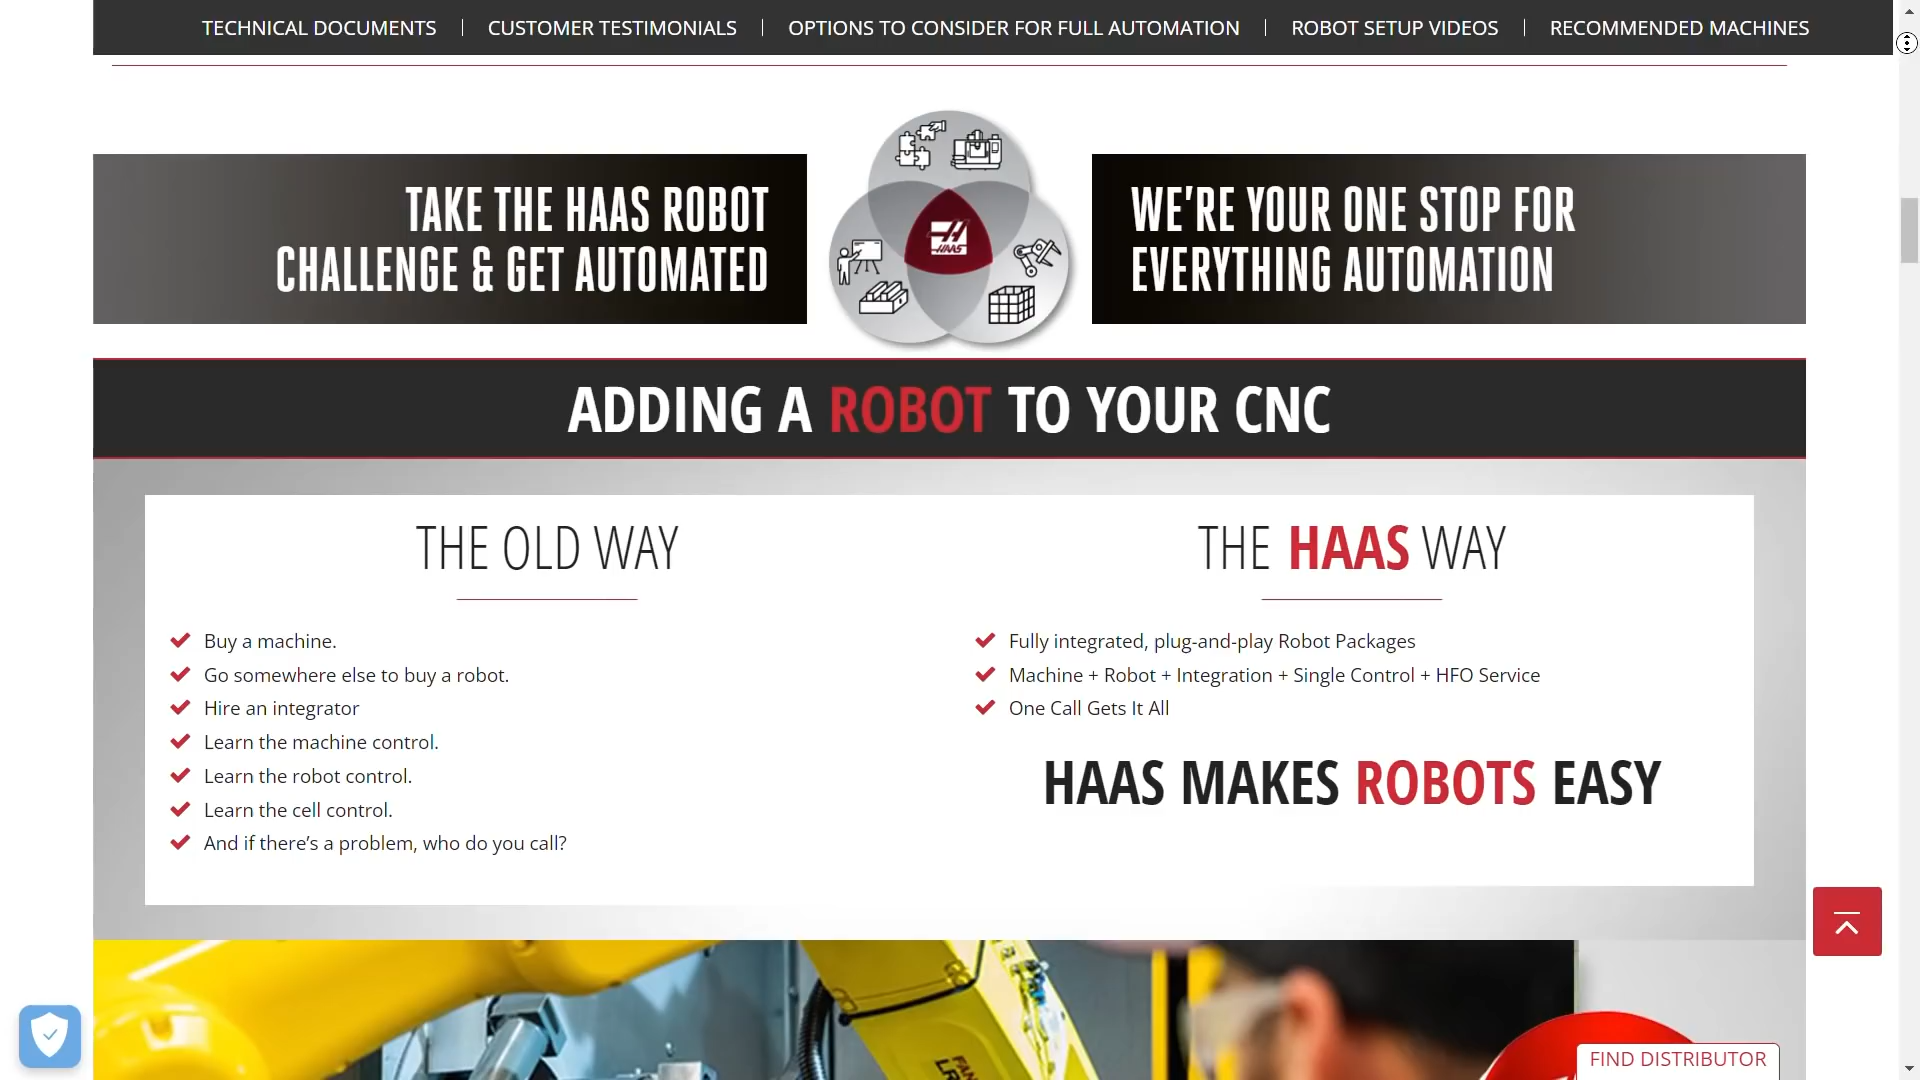 TECHNICAL DOCUMENTS
CUSTOMER TESTIMONIALS
OPTIONS TO CONSIDER FOR FULL AUTOMATION
ROBOT SETUP VIDEOS
RECOMMENDED MACHINES
TAKE THE HAAS ROBOT
CHALLENGE & GET AUTOMATED
HAAS
WE'RE YOUR ONE STOP FOR
EVERYTHING AUTOMATION
ADDING A ROBOT TO YOUR CNC
THE OLD WAY
Buy a machine.
Go somewhere else to buy a robot.
Hire an integrator
Learn the machine control.
Learn the robot control.
Learn the cell control.
And if there’s a problem, who do you call?
THE HAAS WAY
Fully integrated, plug-and-play Robot Packages
Machine + Robot + Integration + Single Control + HFO Service
One Call Gets It All
HAAS MAKES ROBOTS EASY
FIND DISTRIBUTOR